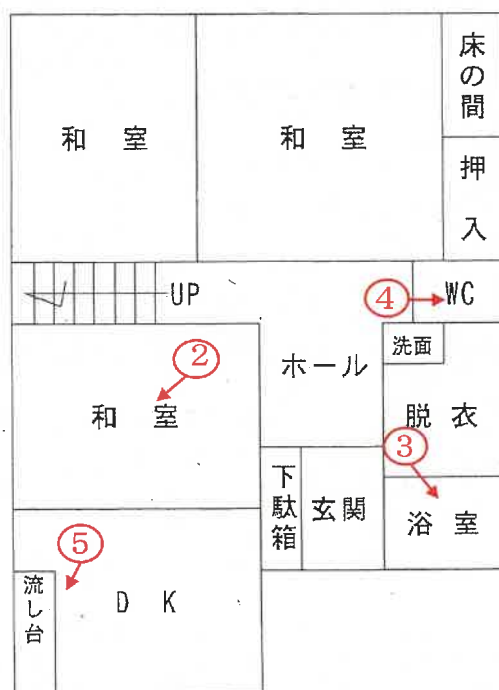 和 室
和 室
床の間
押 入
UP
④
WC
洗面
ホール
②
和 室
脱 衣
③
下駄箱
玄関
浴 室
⑤
流し台
D K